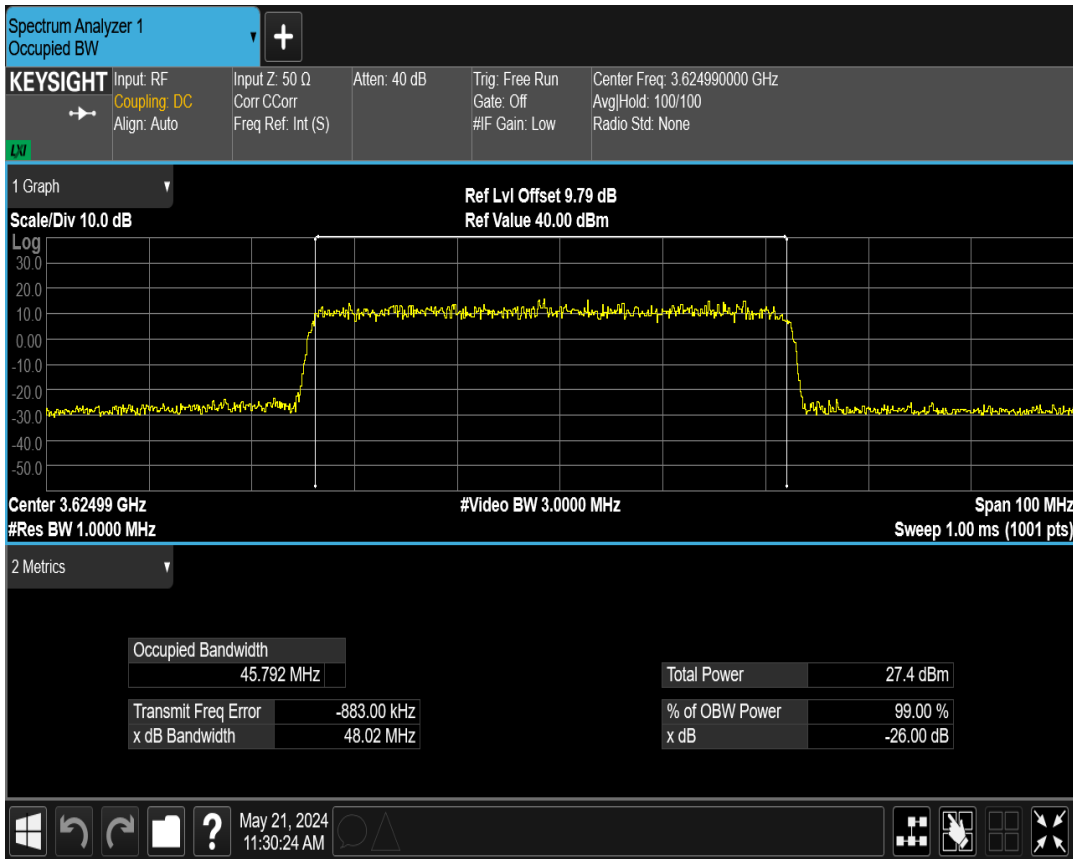 Spectrum Analyzer 1
Occupied BW
KEYSIGHT
LXI
Input: RF
Coupling: DC
Align: Auto
Input Z: 50 Ω
Corr CCorr
Freq Ref: Int (S)
Atten: 40 dB
Trig: Free Run
Gate: Off
#IF Gain: Low
Center Freq: 3.624990000 GHz
Avg|Hold: 100/100
Radio Std: None
1 Graph
Scale/Div 10.0 dB
Ref Lvl Offset 9.79 dB
Ref Value 40.00 dBm
Log
30.0
20.0
10.0
0.00
-10.0
-20.0
-30.0
-40.0
-50.0
Center 3.62499 GHz
#Video BW 3.0000 MHz
Span 100 MHz
#Res BW 1.0000 MHz
Sweep 1.00 ms (1001 pts)
2 Metrics
Occupied Bandwidth
45.792 MHz
Transmit Freq Error -883.00 kHz
x dB Bandwidth 48.02 MHz
Total Power 27.4 dBm
% of OBW Power 99.00 %
x dB -26.00 dB
?
May 21, 2024
11:30:24 AM